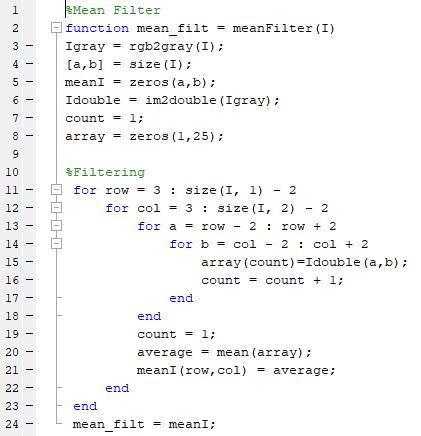 1 %Mean Filter
2 function mean_filt = meanFilter(I)
3 - Igray = rgb2gray(I);
4 - [a,b] = size(I);
5 - meanI = zeros(a,b);
6 - Idouble = im2double(Igray);
7 - count = 1;
8 - array = zeros(1,25);
9
10 %Filtering
11 - for row = 3 : size(I, 1) - 2
12 - for col = 3 : size(I, 2) - 2
13 - for a = row - 2 : row + 2
14 - for b = col - 2 : col + 2
15 - array(count)=Idouble(a,b);
16 - count = count + 1;
17 - end
18 - end
19 - count = 1;
20 - average = mean(array);
21 - meanI(row,col) = average;
22 - end
23 - end
24 - mean_filt = meanI;